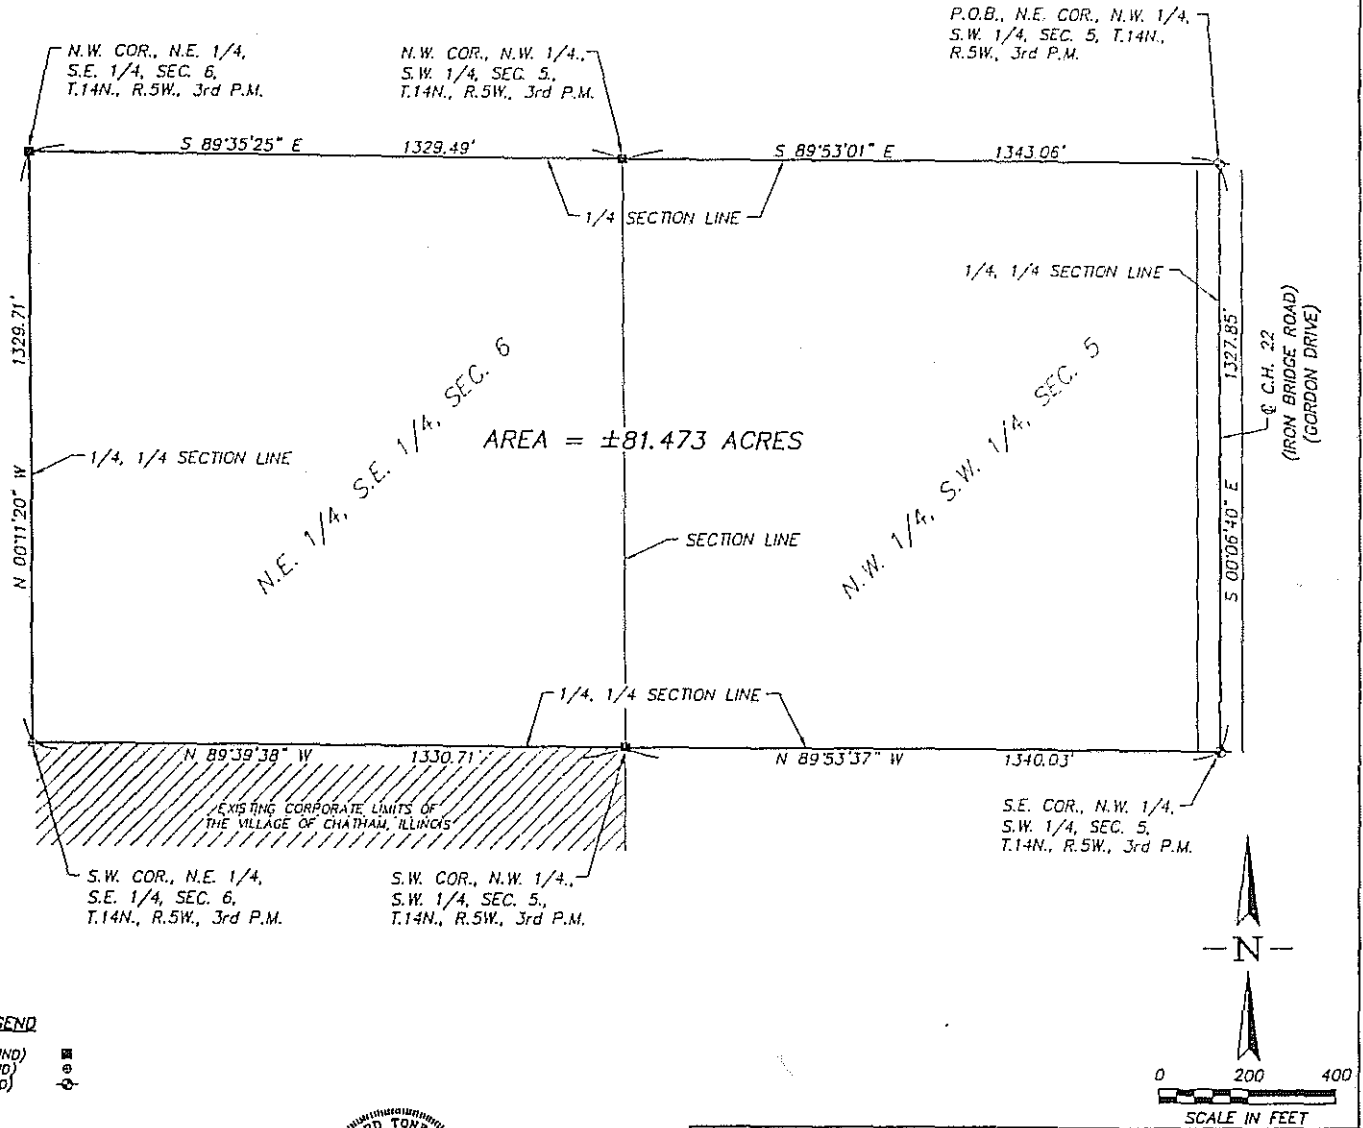 P.O.B., N.E. COR., N.W. 1/4,
S.W. 1/4, SEC. 5, T.14N.,
R.5W., 3rd P.M.
N.W. COR., N.E. 1/4,
S.E. 1/4, SEC. 6,
T.14N., R.5W., 3rd P.M.
N.W. COR., N.W. 1/4.,
S.W. 1/4, SEC. 5.,
T.14N., R.5W., 3rd P.M.
S 89°35'25" E 1329.49'
S 89°53'01" E 1343.06'
1/4 SECTION LINE
1/4, 1/4 SECTION LINE
N 00°11'20" W 1329.71'
N.E. 1/4, S.E. 1/4, SEC. 6
N.W. 1/4, S.W. 1/4, SEC. 5
S 00°06'40" E 1327.85'
℄ C.H. 22
(IRON BRIDGE ROAD)
(GORDON DRIVE)
AREA = ±81.473 ACRES
1/4, 1/4 SECTION LINE
SECTION LINE
1/4, 1/4 SECTION LINE
N 89°39'38" W 1330.71'
N 89°53'37" W 1340.03'
EXISTING CORPORATE LIMITS OF
THE VILLAGE OF CHATHAM, ILLINOIS
S.E. COR., N.W. 1/4,
S.W. 1/4, SEC. 5,
T.14N., R.5W., 3rd P.M.
S.W. COR., N.E. 1/4,
S.E. 1/4, SEC. 6,
T.14N., R.5W., 3rd P.M.
S.W. COR., N.W. 1/4.,
S.W. 1/4, SEC. 5.,
T.14N., R.5W., 3rd P.M.
N
0 200 400
SCALE IN FEET